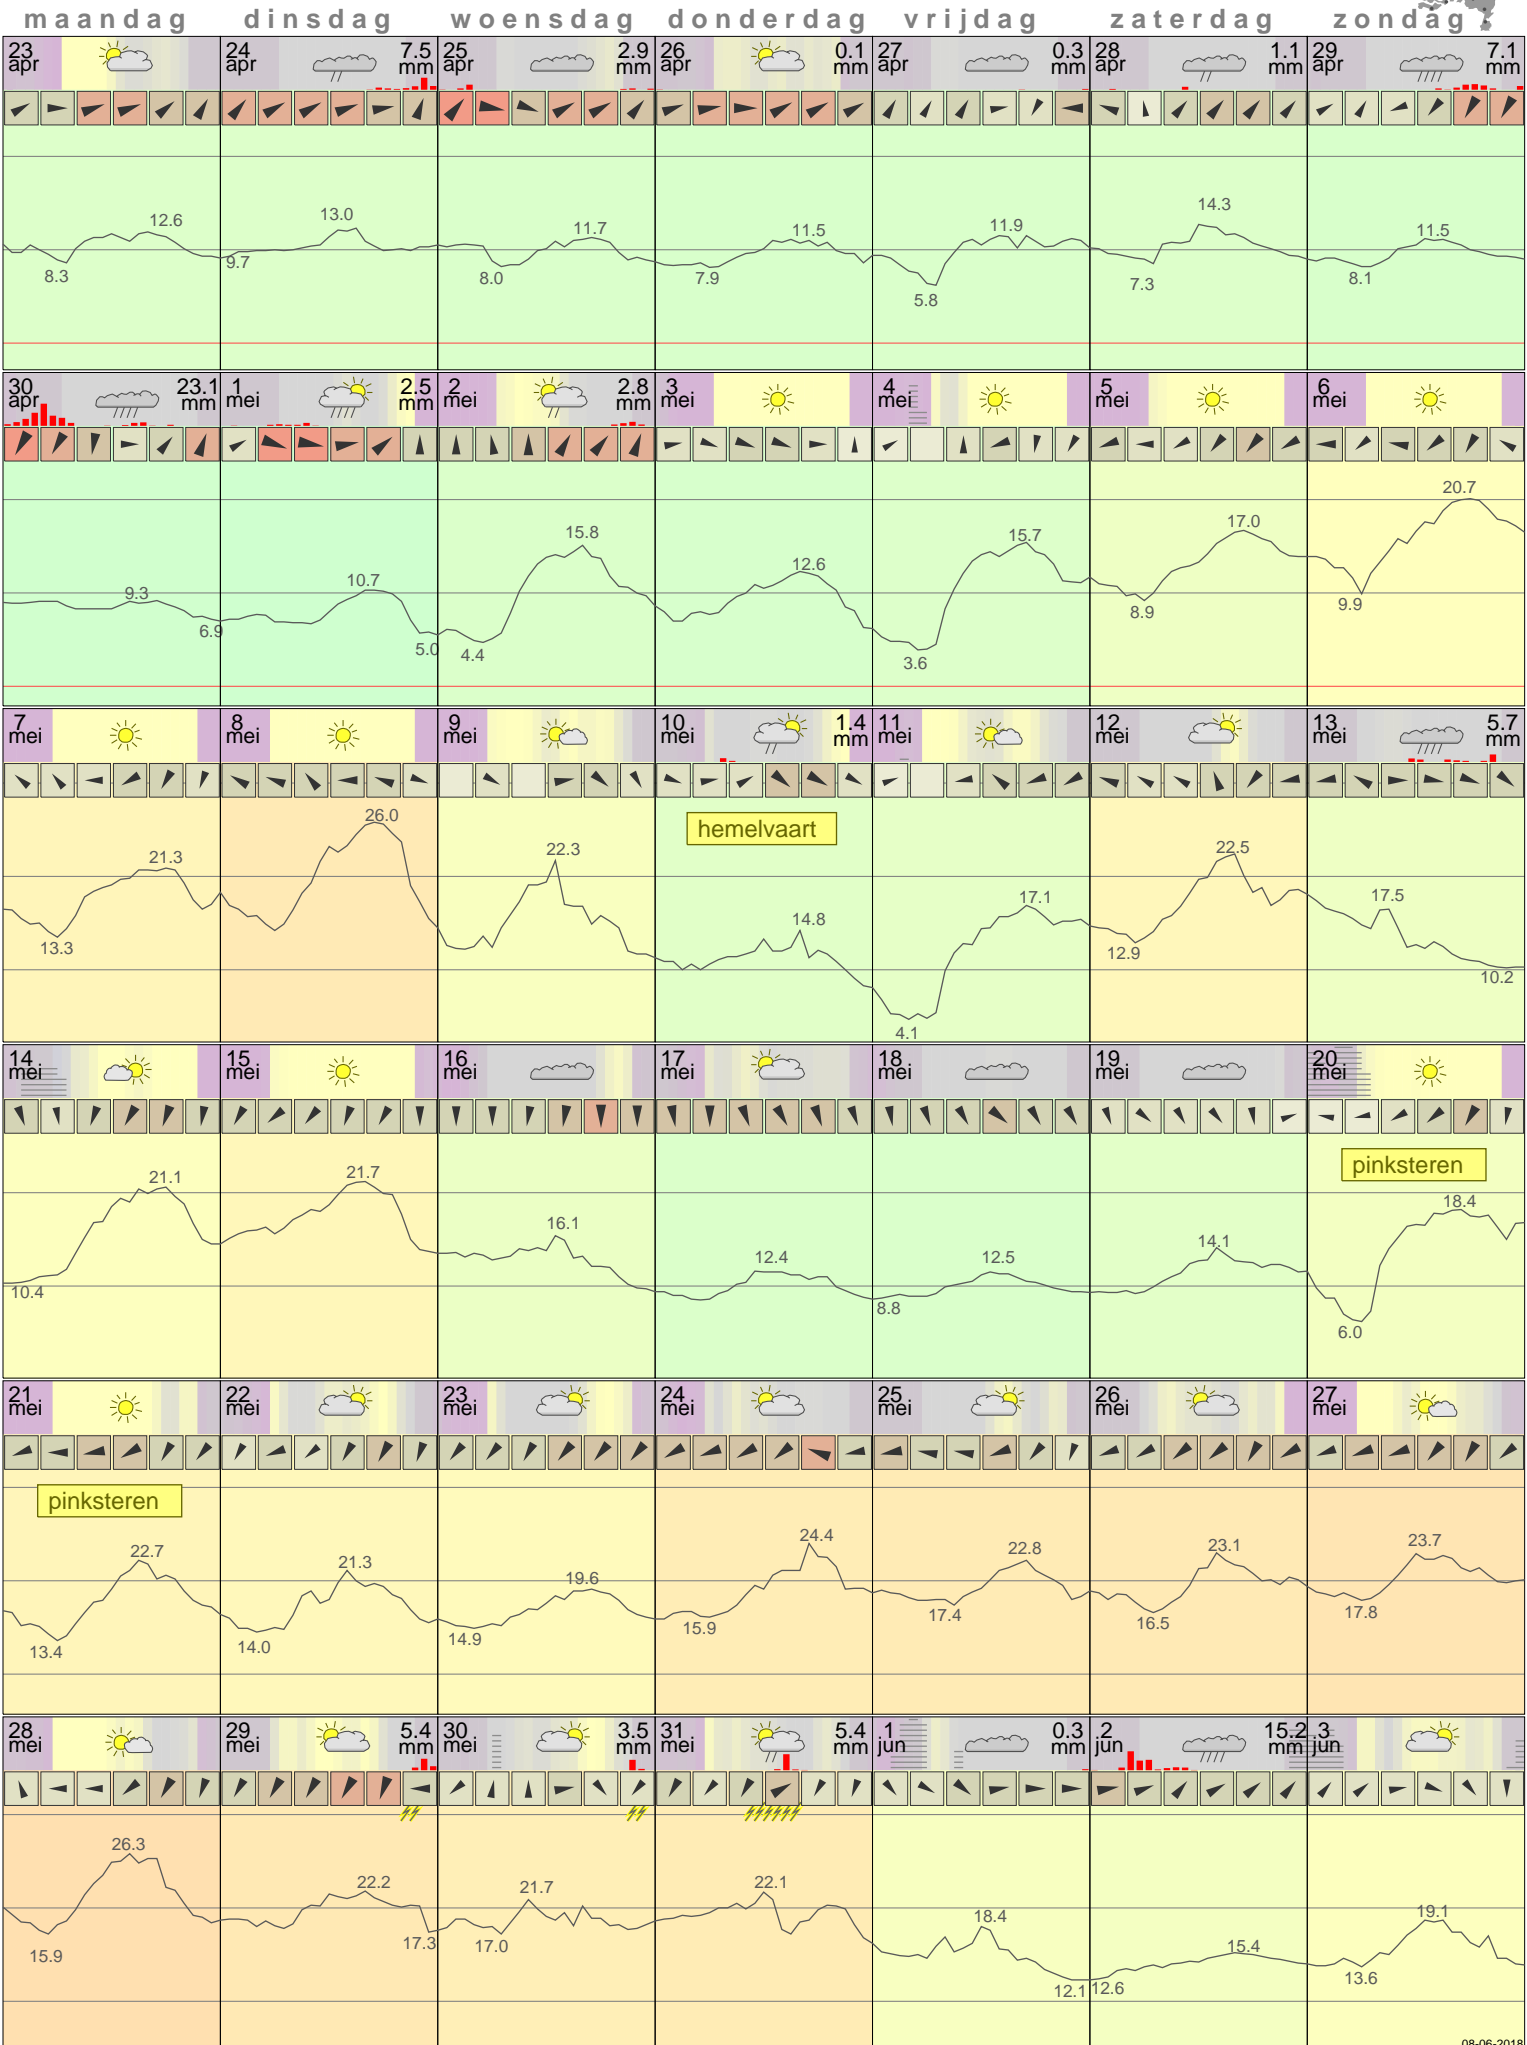 maandag dinsdag woensdag donderdag vrijdag zaterdag zondag
23 24 7.5 25 2.9 26 0.1 27 0.3 28 1.1 29 7.1
apr apr mm apr mm apr mm apr mm apr mm apr mm
12.6 13.0 11.7 11.5 11.9 14.3 11.5
8.3 9.7 8.0 7.9 5.8 7.3 8.1
30 23.1 1 2.5 2 2.8 3 4 5 6
apr mm mei mm mei mm mei mei mei mei
9.3 10.7 15.8 12.6 15.7 17.0 20.7
6.9 5.0 4.4 3.6 8.9 9.9
7 8 9 10 1.4 11 12 13 5.7
mei mei mei mei mm mei mei mei mm
hemelvaart
21.3 26.0 22.3 14.8 17.1 22.5 17.5
13.3 4.1 12.9 10.2
14 15 16 17 18 19 20
mei mei mei mei mei mei mei
pinksteren
21.1 21.7 16.1 12.4 12.5 14.1 18.4
10.4 8.8 6.0
21 22 23 24 25 26 27
mei mei mei mei mei mei mei
pinksteren
22.7 21.3 19.6 24.4 22.8 23.1 23.7
13.4 14.0 14.9 15.9 17.4 16.5 17.8
28 29 5.4 30 3.5 31 5.4 1 0.3 2 15.2 3
mei mei mm mei mm mei mm jun mm jun mm jun
26.3 22.2 21.7 22.1 18.4 15.4 19.1
15.9 17.3 17.0 12.1 12.6 13.6
08-06-2018